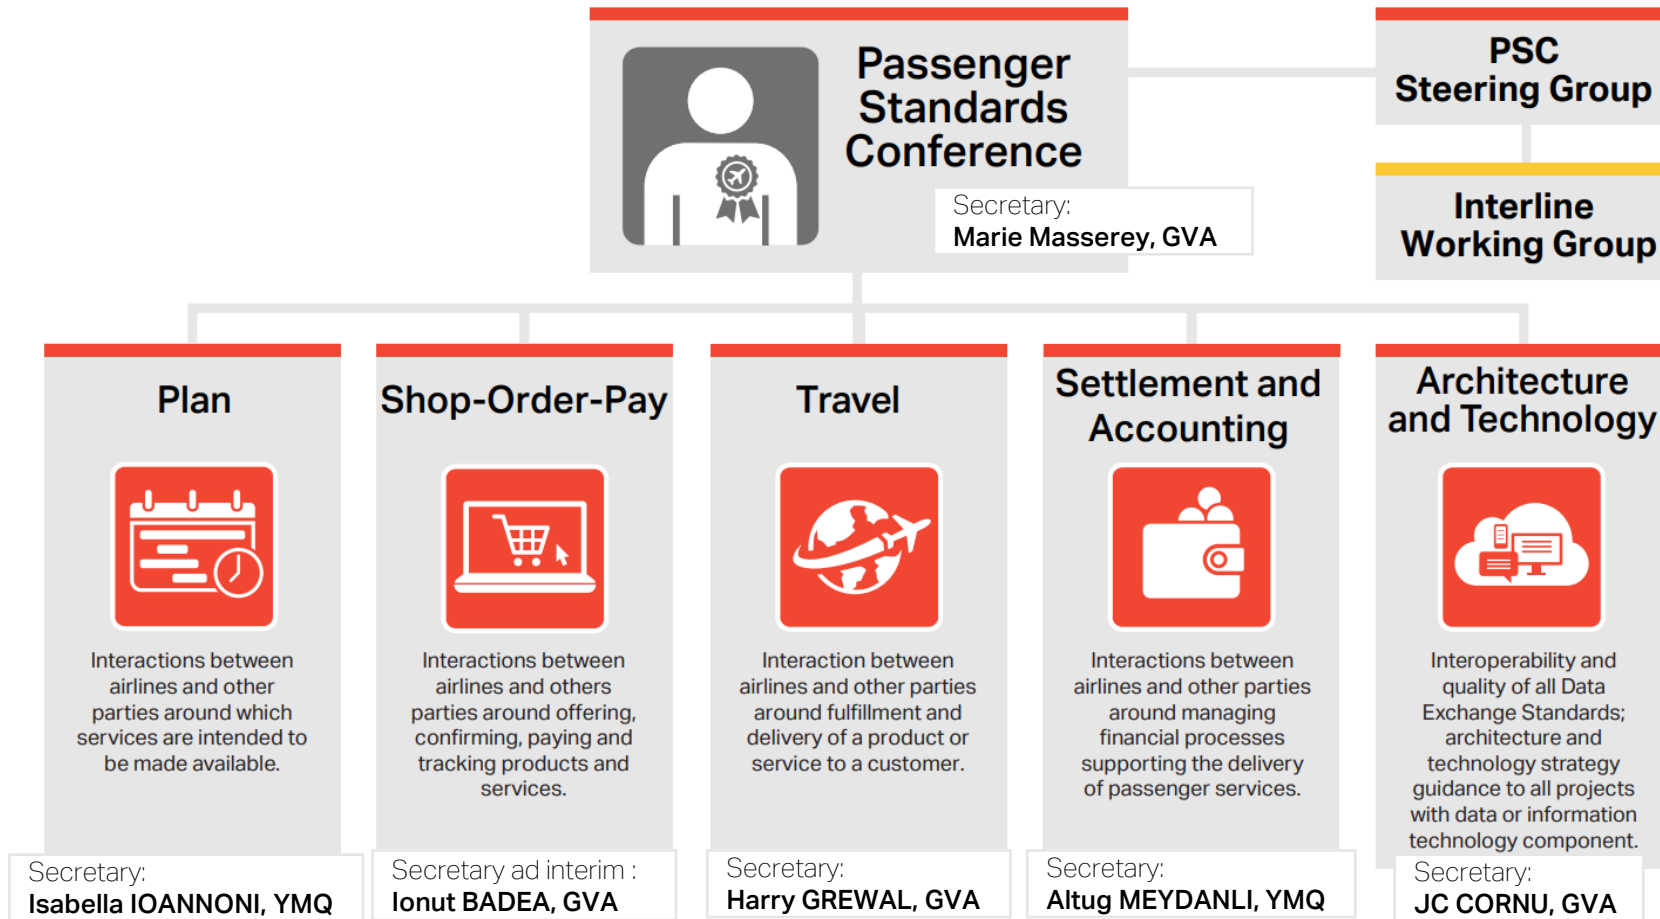 Passenger
Standards
Conference
Secretary:
Marie Masserey, GVA
PSC
Steering Group
Interline
Working Group
Plan
Interactions between
airlines and other
parties around which
services are intended to
be made available.
Secretary:
Isabella IOANNONI, YMQ
Shop-Order-Pay
Interactions between
airlines and others
parties around offering,
confirming, paying and
tracking products and
services.
Secretary ad interim :
Ionut BADEA, GVA
Travel
Interaction between
airlines and other parties
around fulfillment and
delivery of a product or
service to a customer.
Secretary:
Harry GREWAL, GVA
Settlement and
Accounting
Interactions between
airlines and other parties
around managing
financial processes
supporting the delivery
of passenger services.
Secretary:
Altug MEYDANLI, YMQ
Architecture
and Technology
Interoperability and
quality of all Data
Exchange Standards;
architecture and
technology strategy
guidance to all projects
with data or information
technology component.
Secretary:
JC CORNU, GVA